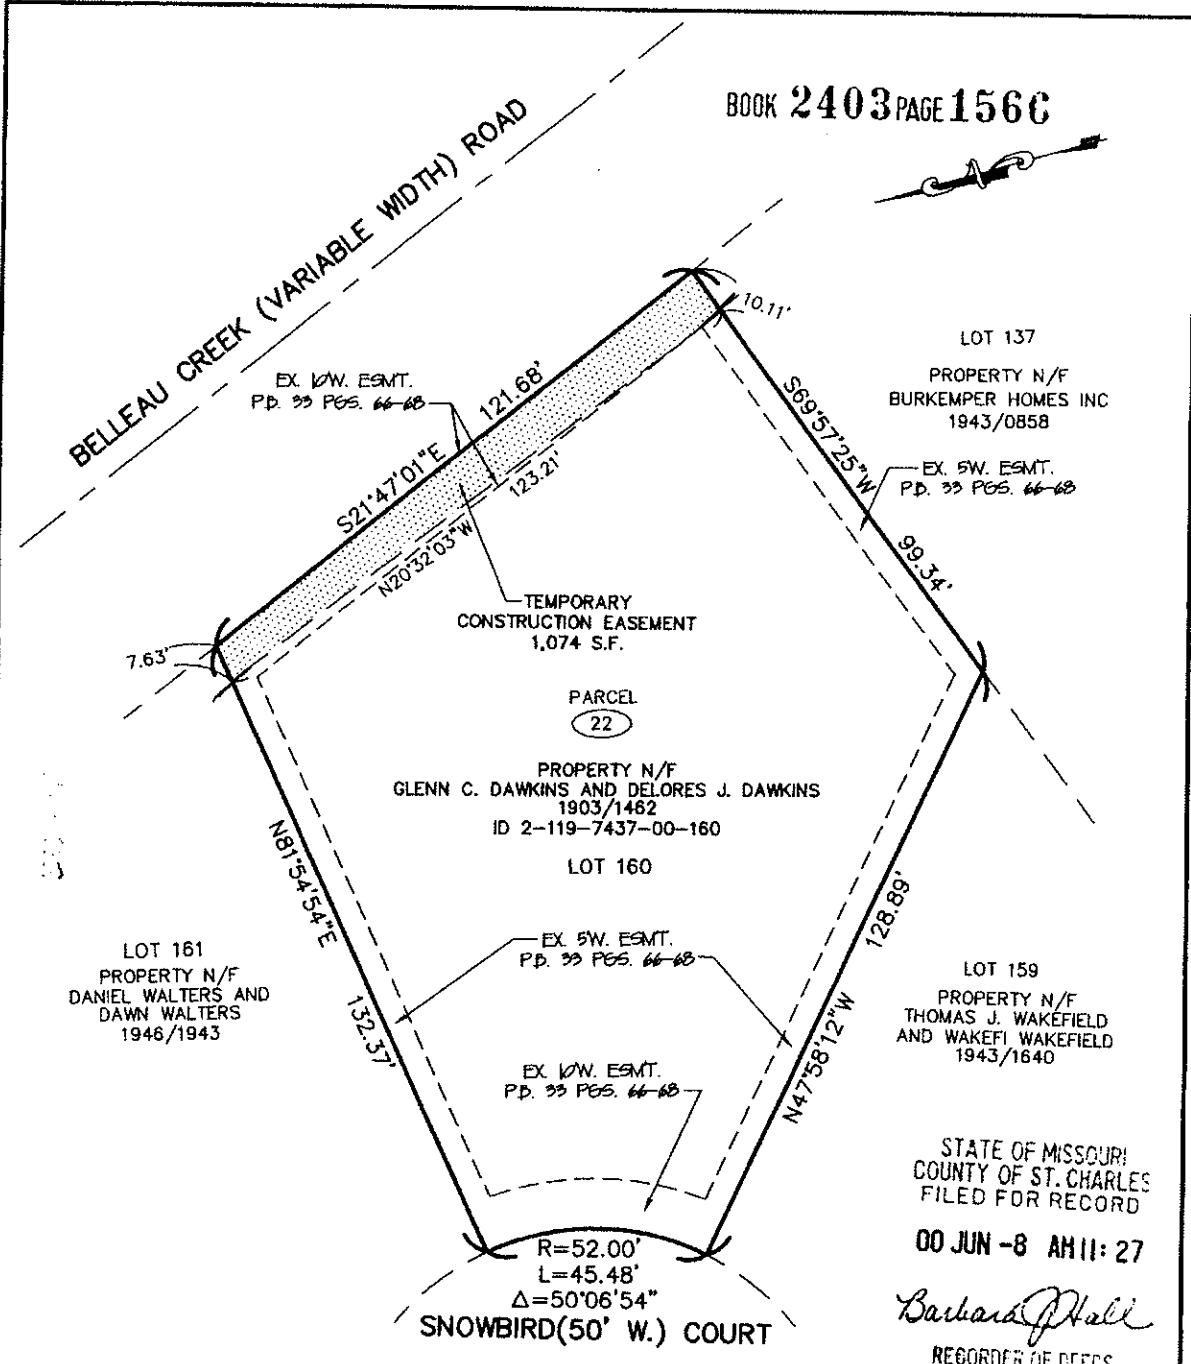 BOOK 2403 PAGE 156C
BELLEAU CREEK (VARIABLE WIDTH) ROAD
10.11'
LOT 137
PROPERTY N/F
BURKEMPER HOMES INC
1943/0858
EX. 10'W. ESMT.
P.B. 33 PGS. 66-68
121.68'
S21°47'01"E
123.21'
N20°32'03"W
S69°57'25"W
99.34'
EX. 5'W. ESMT.
P.B. 33 PGS. 66-68
TEMPORARY
CONSTRUCTION EASEMENT
1,074 S.F.
7.63'
PARCEL
22
PROPERTY N/F
GLENN C. DAWKINS AND DELORES J. DAWKINS
1903/1462
ID 2-119-7437-00-160
LOT 160
N81°54'54"E
132.37'
128.89'
N47°58'12"W
EX. 5'W. ESMT.
P.B. 33 PGS. 66-68
LOT 161
PROPERTY N/F
DANIEL WALTERS AND
DAWN WALTERS
1946/1943
LOT 159
PROPERTY N/F
THOMAS J. WAKEFIELD
AND WAKEFI WAKEFIELD
1943/1640
EX. 10'W. ESMT.
P.B. 33 PGS. 66-68
R=52.00'
L=45.48'
Δ=50°06'54"
SNOWBIRD(50' W.) COURT
STATE OF MISSOURI
COUNTY OF ST. CHARLES
FILED FOR RECORD
00 JUN -8 AM 11: 27
Barbara J Hall
RECORDER OF DEEDS